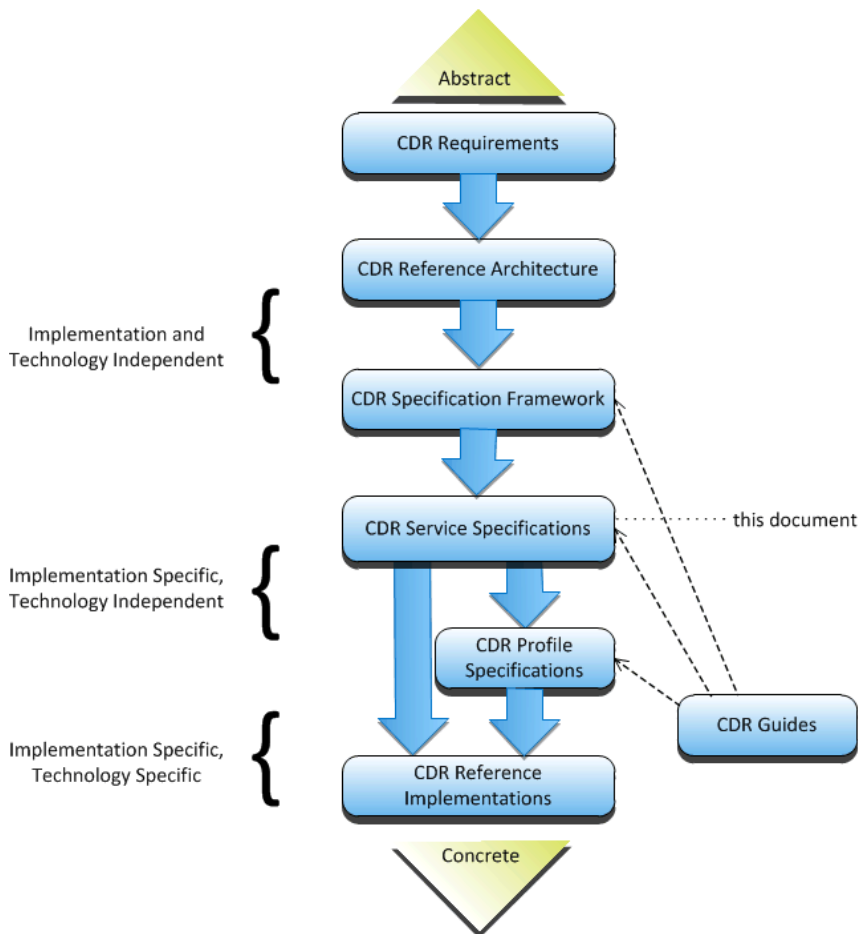 Abstract
CDR Requirements
CDR Reference Architecture
Implementation and
Technology Independent
CDR Specification Framework
CDR Service Specifications
this document
Implementation Specific,
Technology Independent
CDR Profile
Specifications
CDR Guides
Implementation Specific,
Technology Specific
CDR Reference
Implementations
Concrete